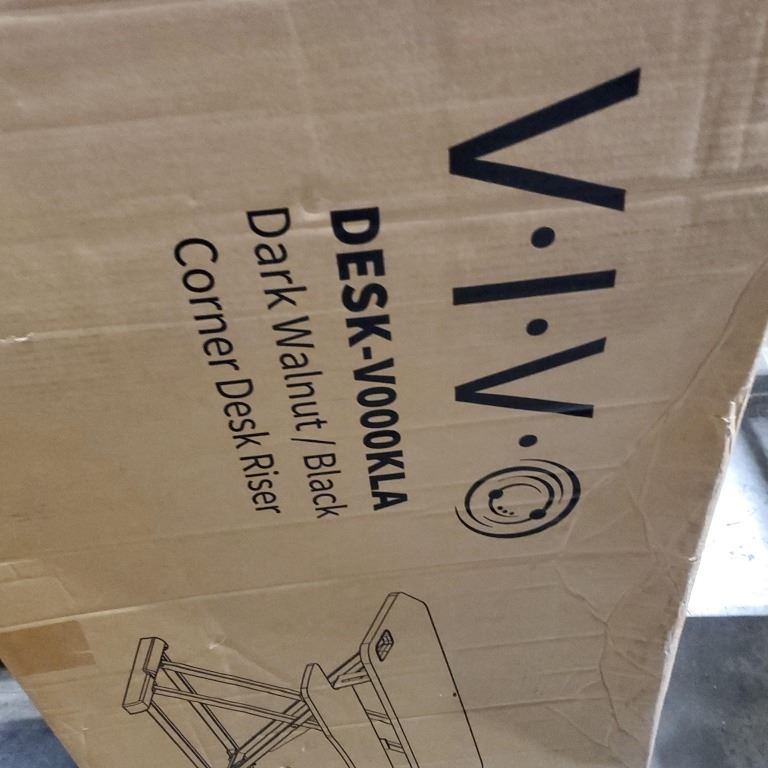 V·I·V·O
DESK-V000KLA
Dark Walnut / Black
Corner Desk Riser